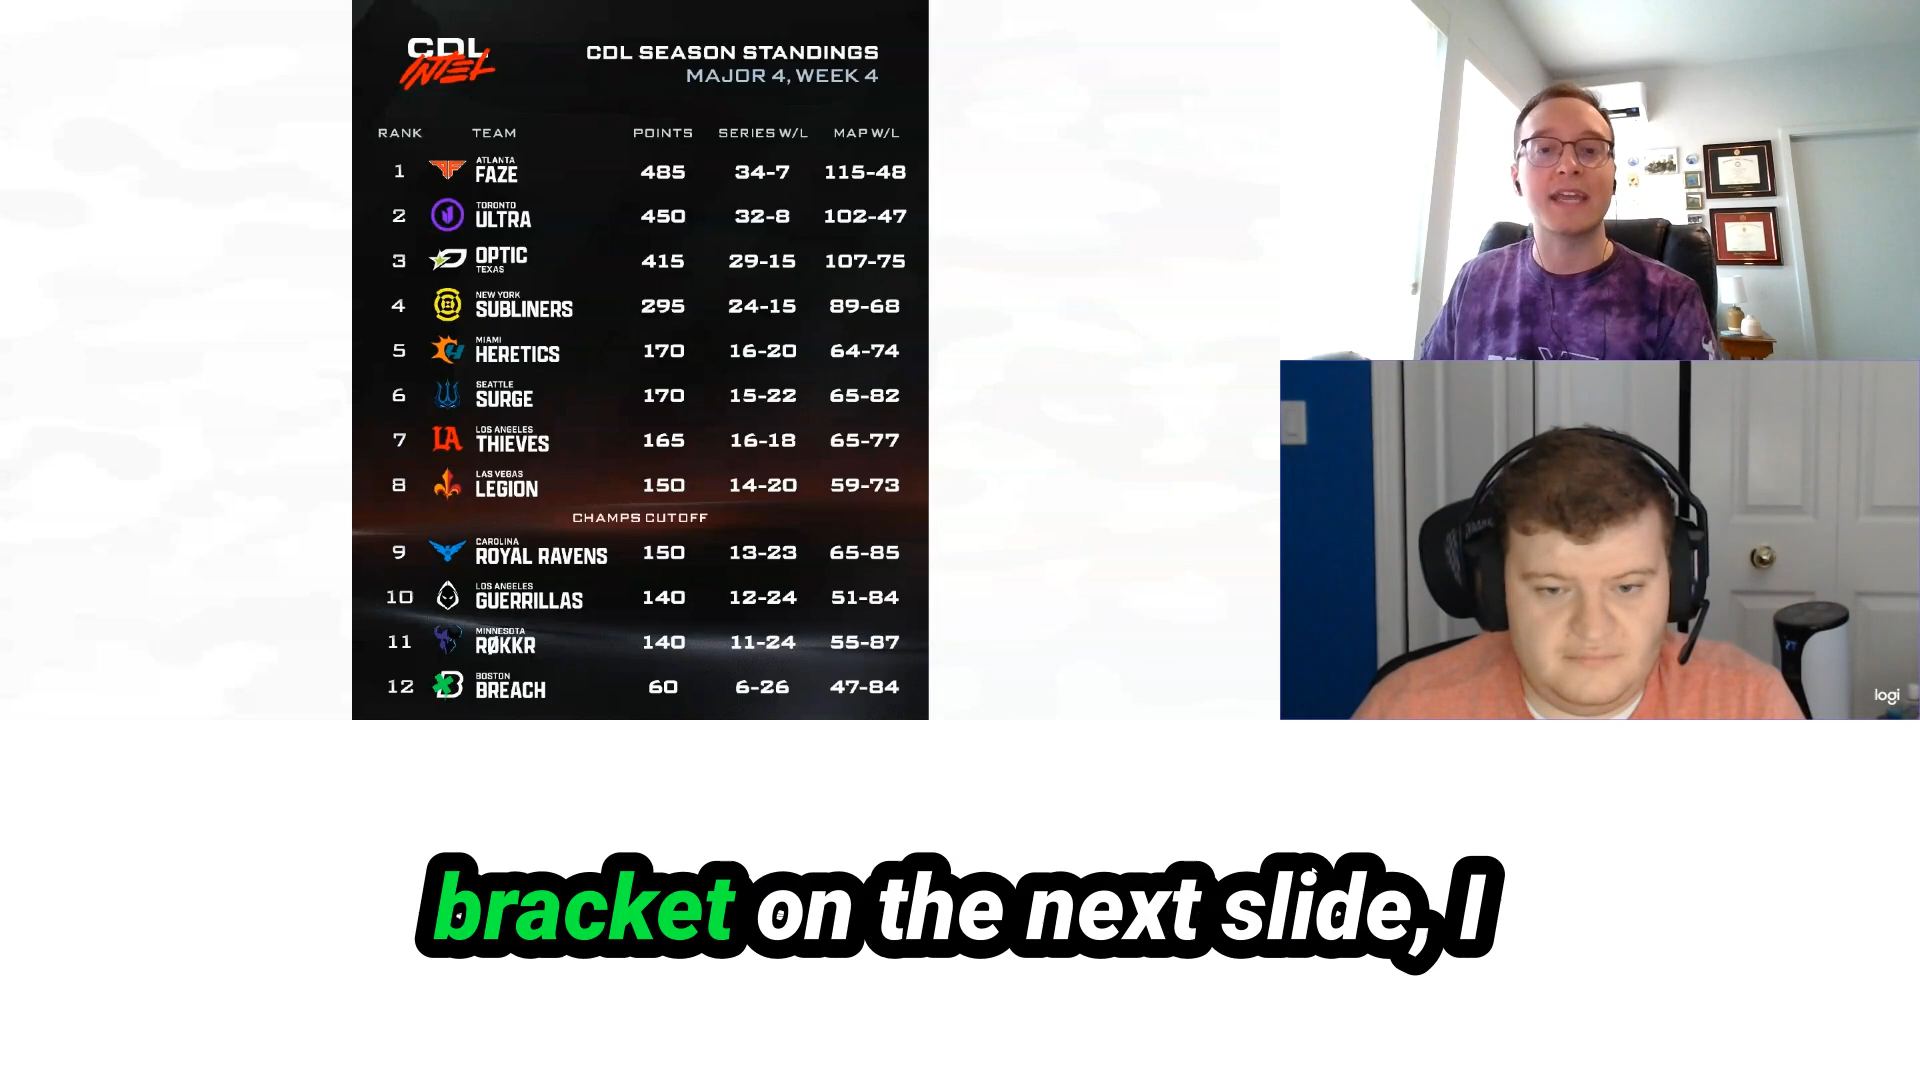 CDL
INTEL
CDL SEASON STANDINGS
MAJOR 4, WEEK 4
RANK TEAM POINTS SERIES W/L MAP W/L
1 ATLANTA FAZE 485 34-7 115-48
2 TORONTO ULTRA 450 32-8 102-47
3 OPTIC TEXAS 415 29-15 107-75
4 NEW YORK SUBLINERS 295 24-15 89-68
5 MIAMI HERETICS 170 16-20 64-74
6 SEATTLE SURGE 170 15-22 65-82
7 LA LOS ANGELES THIEVES 165 16-18 65-77
8 LAS VEGAS LEGION 150 14-20 59-73
CHAMPS CUTOFF
9 CAROLINA ROYAL RAVENS 150 13-23 65-85
10 LOS ANGELES GUERRILLAS 140 12-24 51-84
11 MINNESOTA RØKKR 140 11-24 55-87
12 B BOSTON BREACH 60 6-26 47-84
logi
bracket on the next slide, I